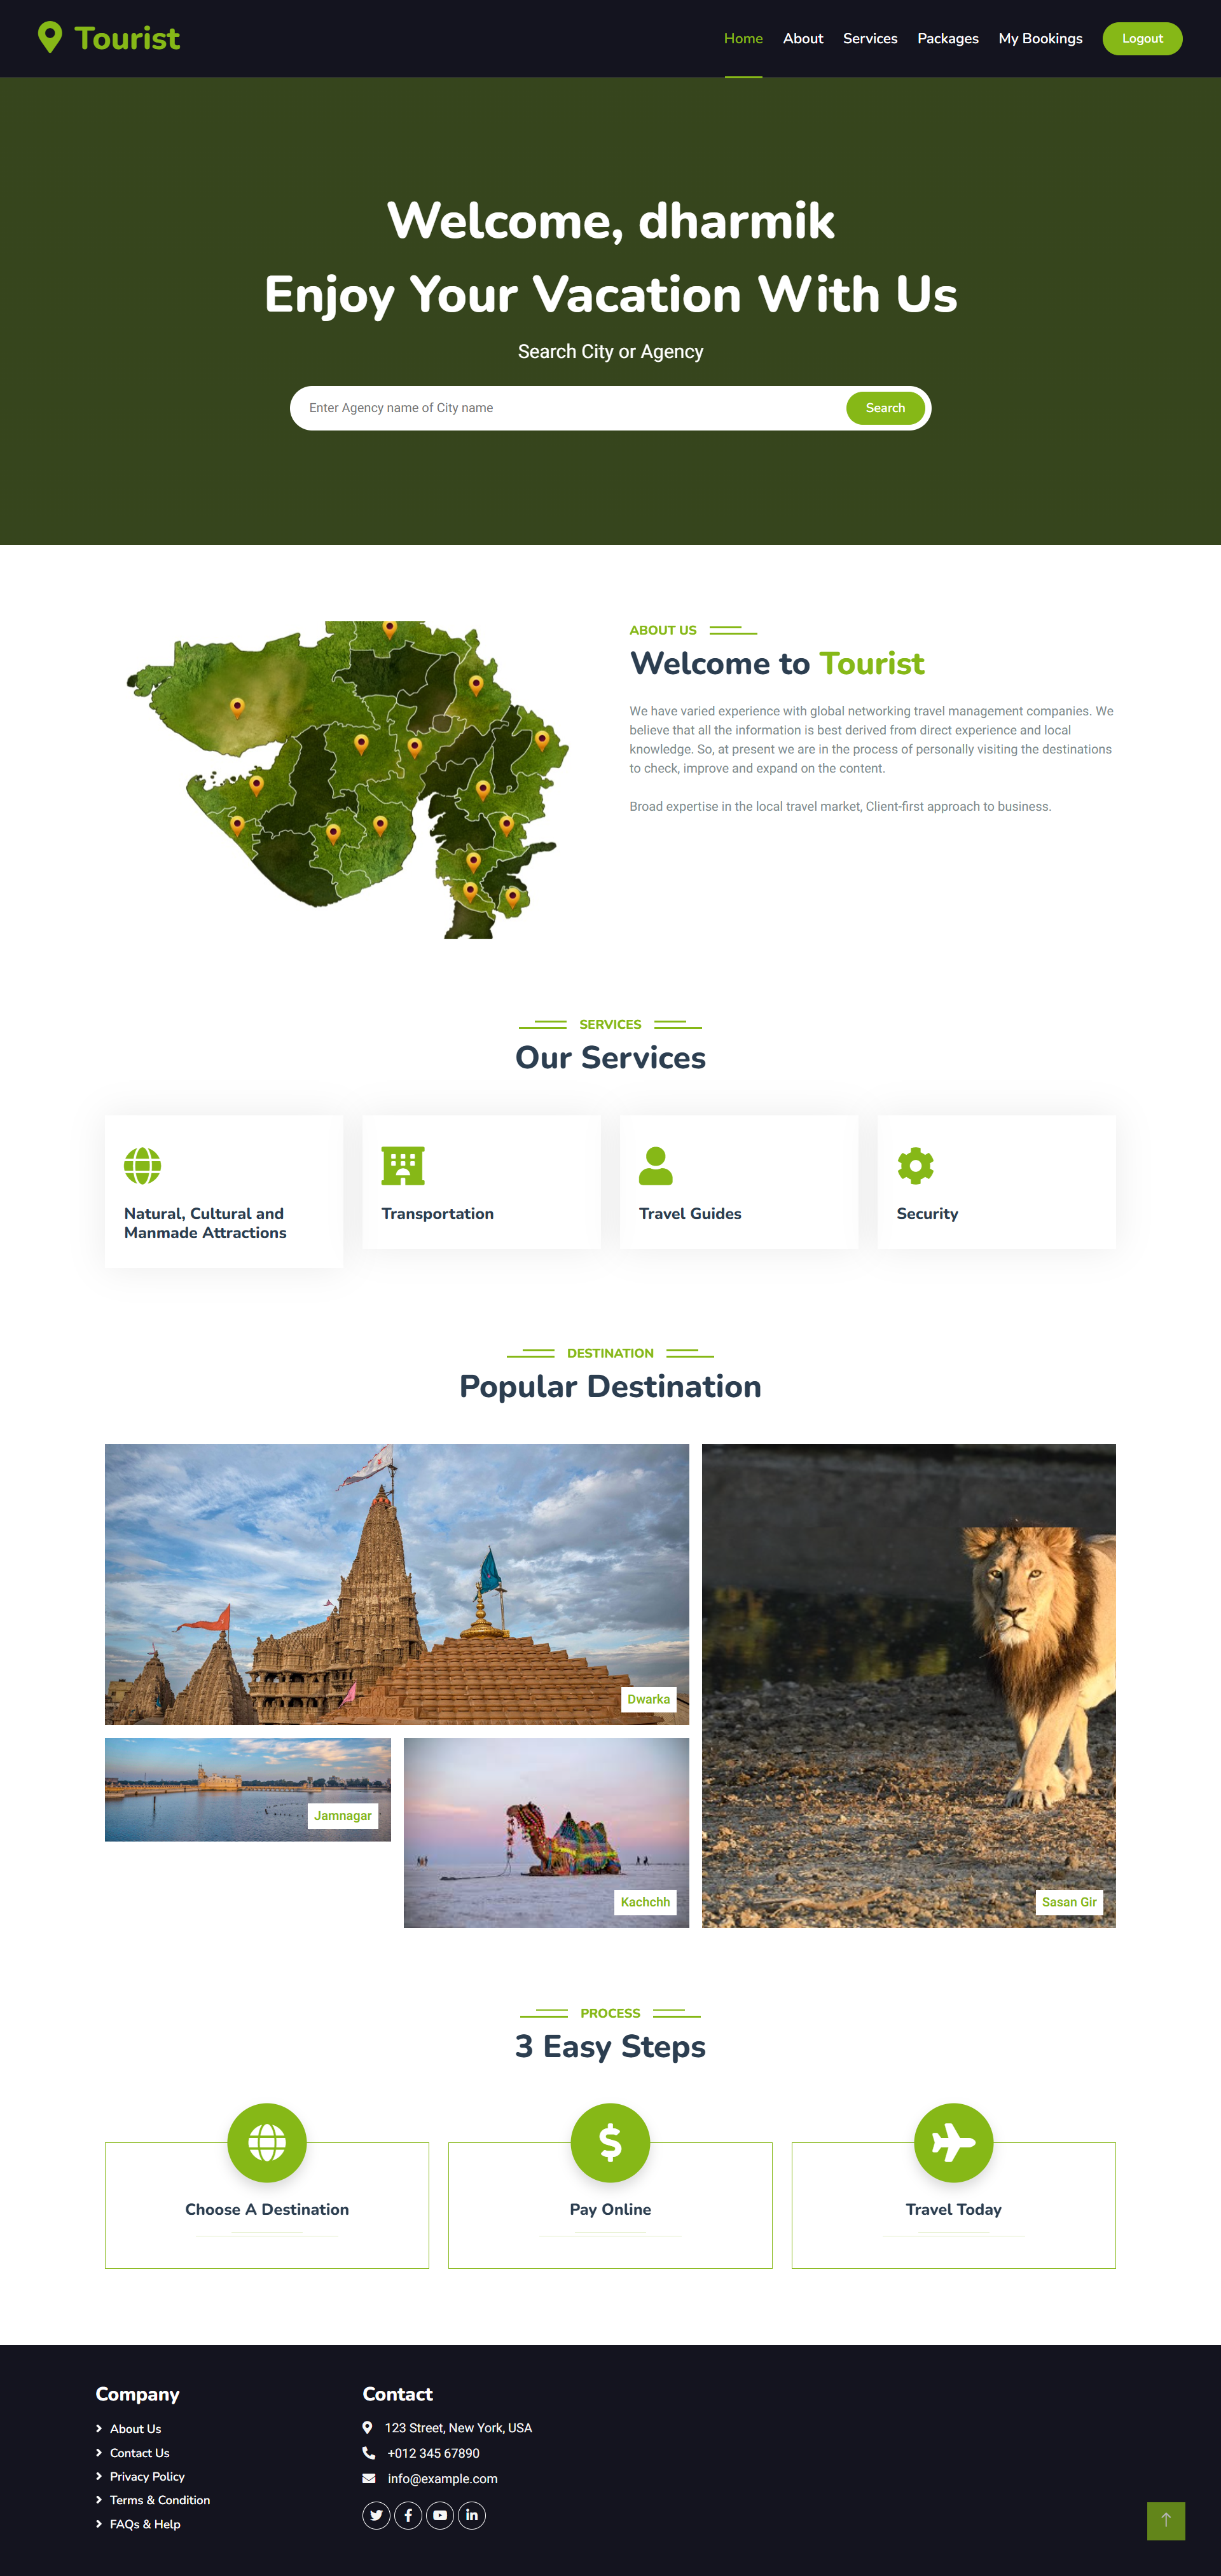 Tourist
Home About Services Packages My Bookings Logout
Welcome, dharmik
Enjoy Your Vacation With Us
Search City or Agency
Enter Agency name of City name Search
ABOUT US
Welcome to Tourist
We have varied experience with global networking travel management companies. We
believe that all the information is best derived from direct experience and local
knowledge. So, at present we are in the process of personally visiting the destinations
to check, improve and expand on the content.
Broad expertise in the local travel market, Client-first approach to business.
SERVICES
Our Services
Natural, Cultural and
Manmade Attractions
Transportation
Travel Guides
Security
DESTINATION
Popular Destination
Dwarka
Jamnagar
Kachchh
Sasan Gir
PROCESS
3 Easy Steps
Choose A Destination
Pay Online
Travel Today
Company
About Us
Contact Us
Privacy Policy
Terms & Condition
FAQs & Help
Contact
123 Street, New York, USA
+012 345 67890
info@example.com